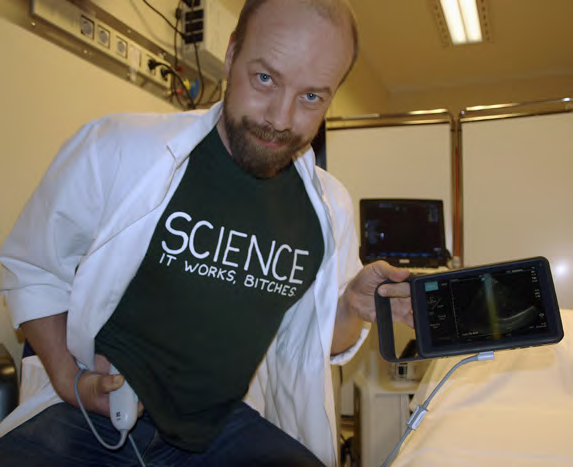 SCIENCE
IT WORKS, BITCHES.